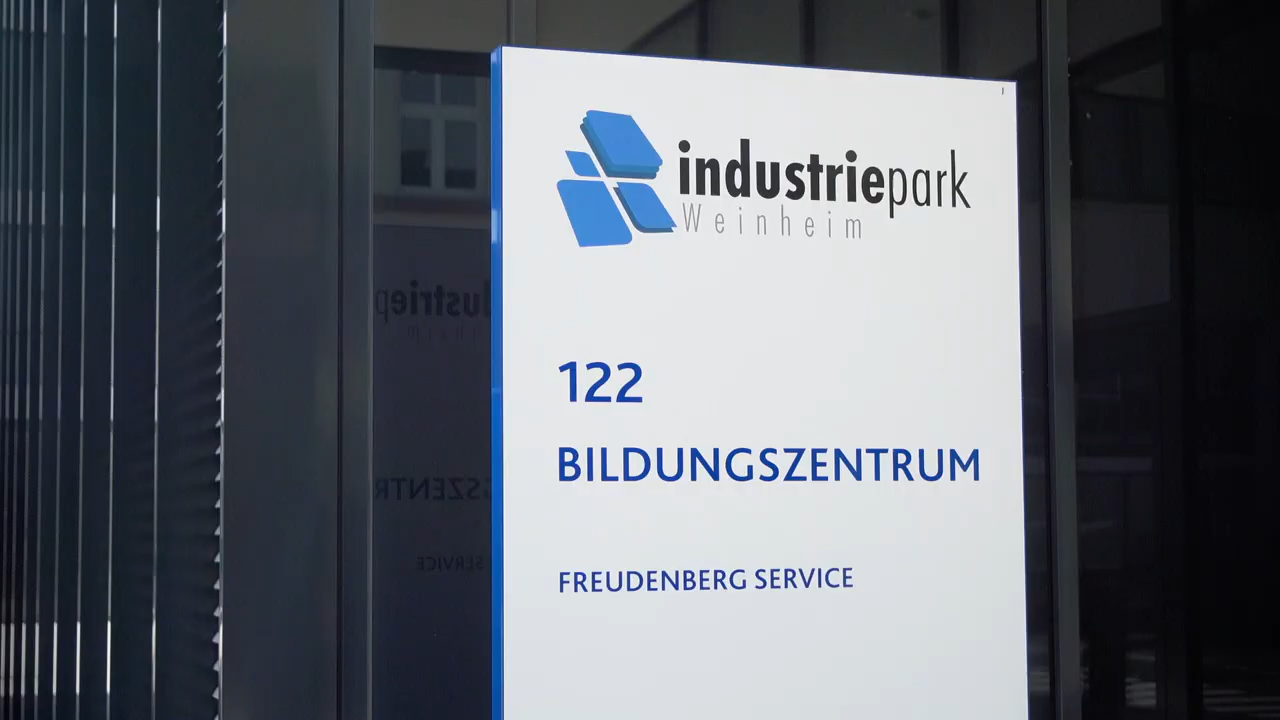 industriepark
Weinheim
122
BILDUNGSZENTRUM
FREUDENBERG SERVICE